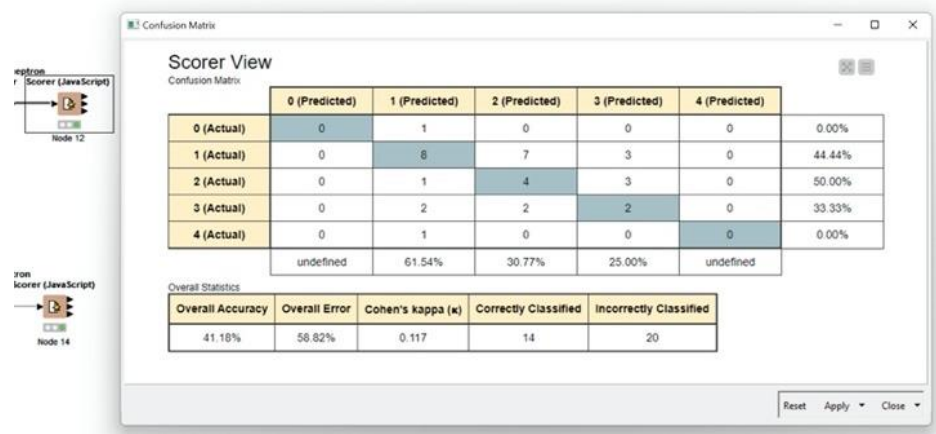 Confusion Matrix
Scorer View
Confusion Matrix
0 (Predicted) 1 (Predicted) 2 (Predicted) 3 (Predicted) 4 (Predicted)
0 (Actual) 0 1 0 0 0 0.00%
1 (Actual) 0 8 7 3 0 44.44%
2 (Actual) 0 1 4 3 0 50.00%
3 (Actual) 0 2 2 2 0 33.33%
4 (Actual) 0 1 0 0 0 0.00%
undefined 61.54% 30.77% 25.00% undefined
Overall Statistics
Overall Accuracy Overall Error Cohen's kappa (κ) Correctly Classified Incorrectly Classified
41.18% 58.82% 0.117 14 20
Reset Apply Close
eptron
r Scorer (JavaScript)
Node 12
tron
Scorer (JavaScript)
Node 14